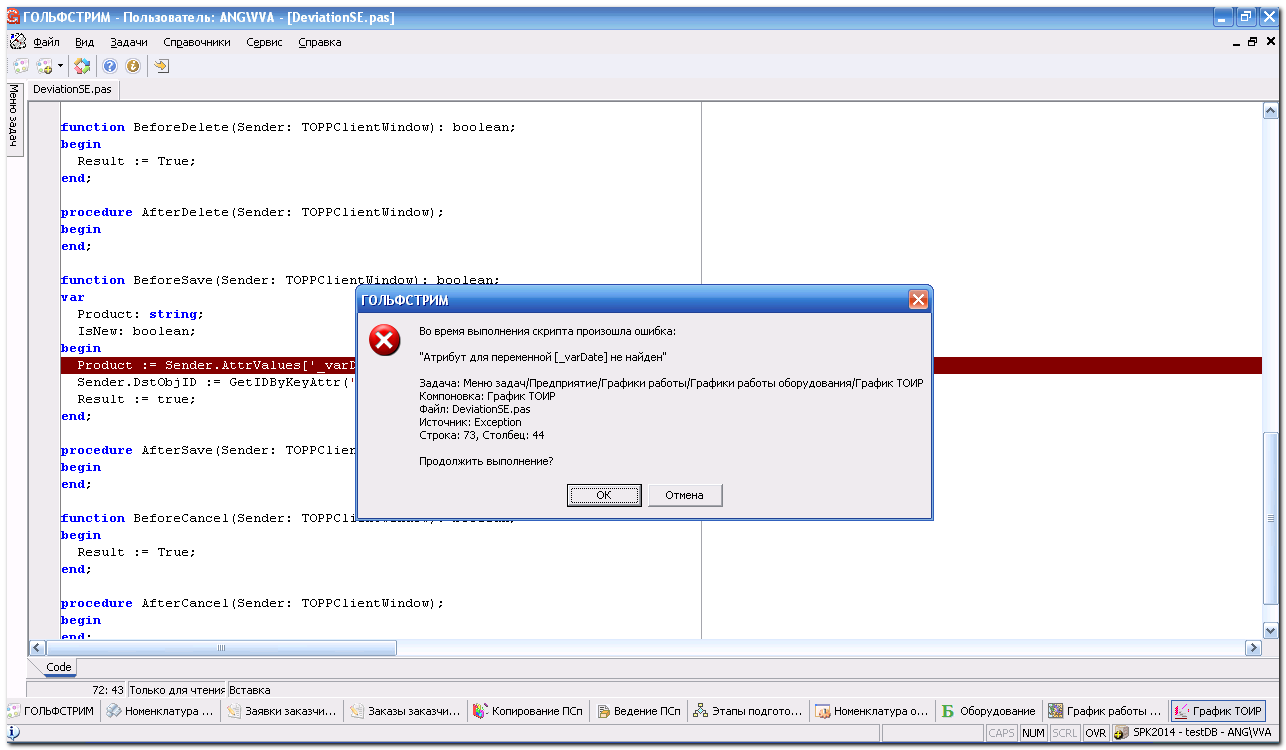 ГОЛЬФСТРИМ - Пользователь: ANG\VVA - [DeviationSE.pas]
Файл Вид Задачи Справочники Сервис Справка
Меню задач
DeviationSE.pas
function BeforeDelete(Sender: TOPPClientWindow): boolean;
begin
Result := True;
end;
procedure AfterDelete(Sender: TOPPClientWindow);
begin
end;
function BeforeSave(Sender: TOPPClientWindow): boolean;
var
Product: string;
IsNew: boolean;
begin
Product := Sender.AttrValues['_varD
Sender.DstObjID := GetIDByKeyAttr('
Result := true;
end;
procedure AfterSave(Sender: TOPPClien
begin
end;
function BeforeCancel(Sender: TOPPClientWindow): boolean;
begin
Result := True;
end;
procedure AfterCancel(Sender: TOPPClientWindow);
begin
end;
ГОЛЬФСТРИМ
Во время выполнения скрипта произошла ошибка:
"Атрибут для переменной [_varDate] не найден"
Задача: Меню задач/Предприятие/Графики работы/Графики работы оборудования/График ТОИР
Компоновка: График ТОИР
Файл: DeviationSE.pas
Источник: Exception
Строка: 73, Столбец: 44
Продолжить выполнение?
OK Отмена
Code
72: 43 Только для чтения Вставка
ГОЛЬФСТРИМ Номенклатура ... Заявки заказчи... Заказы заказчи... Копирование ПСп Ведение ПСп Этапы подгото... Номенклатура о... Оборудование График работы ... График ТОИР
CAPS NUM SCRL OVR SPK2014 - testDB - ANG\VVA